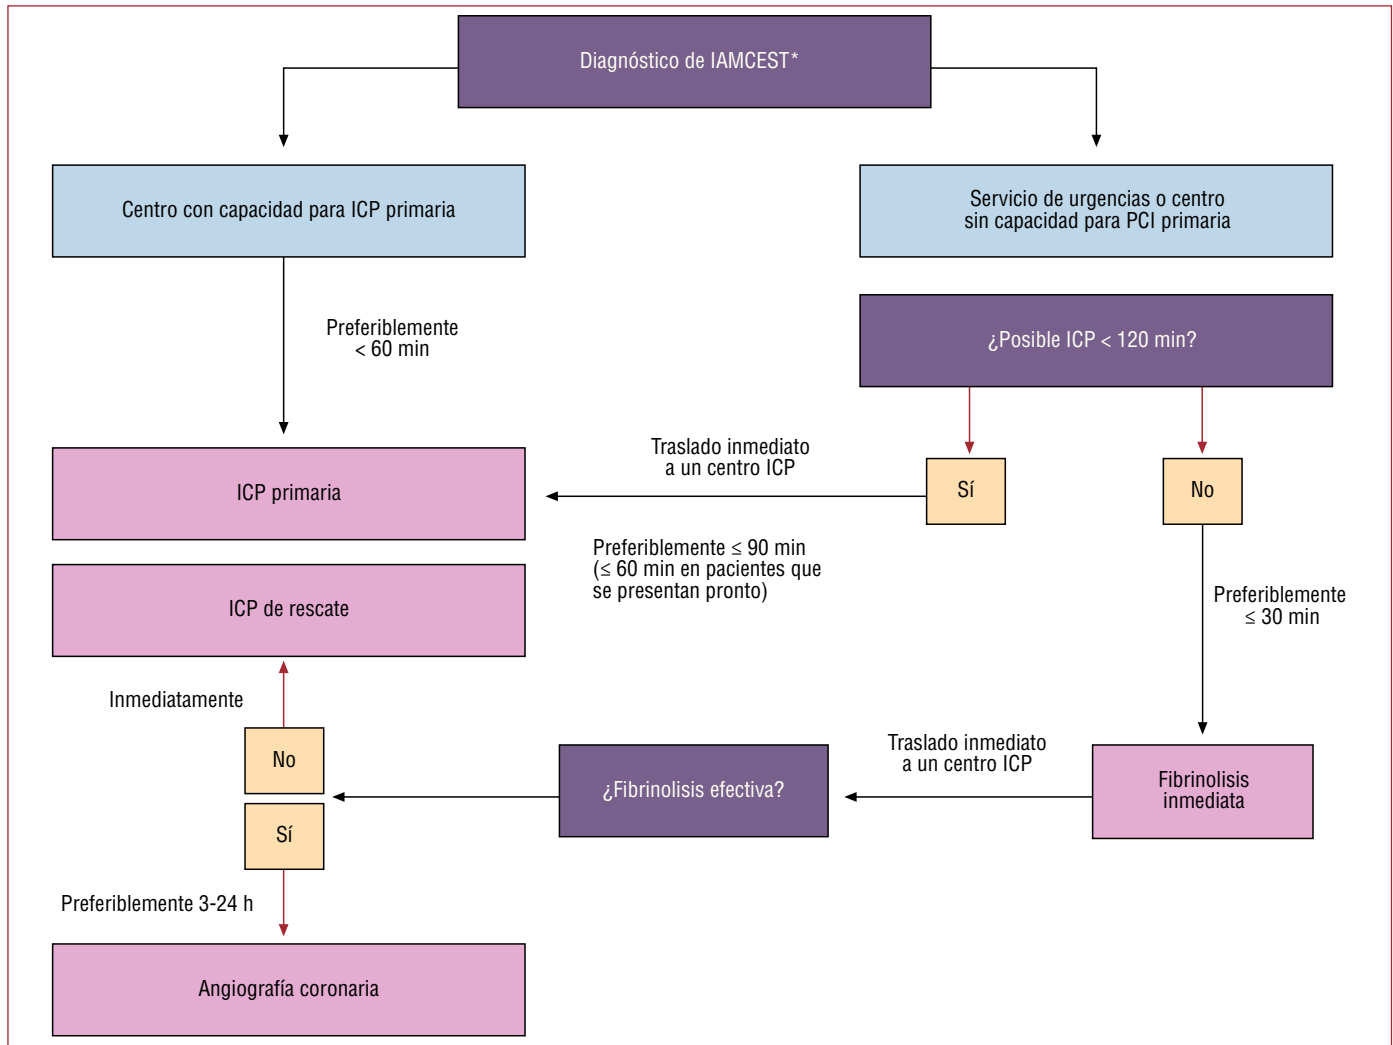 Diagnóstico de IAMCEST*
Centro con capacidad para ICP primaria
Servicio de urgencias o centro
sin capacidad para PCI primaria
Preferiblemente
< 60 min
¿Posible ICP < 120 min?
Traslado inmediato
a un centro ICP
Sí
No
ICP primaria
Preferiblemente ≤ 90 min
(≤ 60 min en pacientes que
se presentan pronto)
Preferiblemente
≤ 30 min
ICP de rescate
Inmediatamente
No
Sí
¿Fibrinolisis efectiva?
Traslado inmediato
a un centro ICP
Fibrinolisis
inmediata
Preferiblemente 3-24 h
Angiografía coronaria